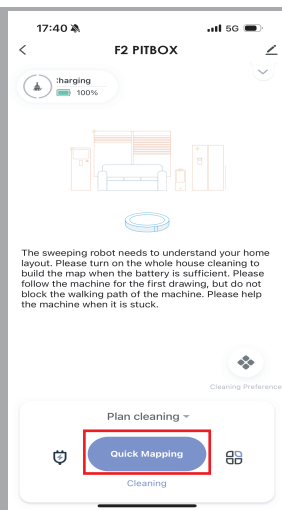 17:40
5G
F2 PITBOX
Charging
100%
The sweeping robot needs to understand your home
layout. Please turn on the whole house cleaning to
build the map when the battery is sufficient. Please
follow the machine for the first drawing, but do not
block the walking path of the machine. Please help
the machine when it is stuck.
Cleaning Preference
Plan cleaning
Quick Mapping
Cleaning